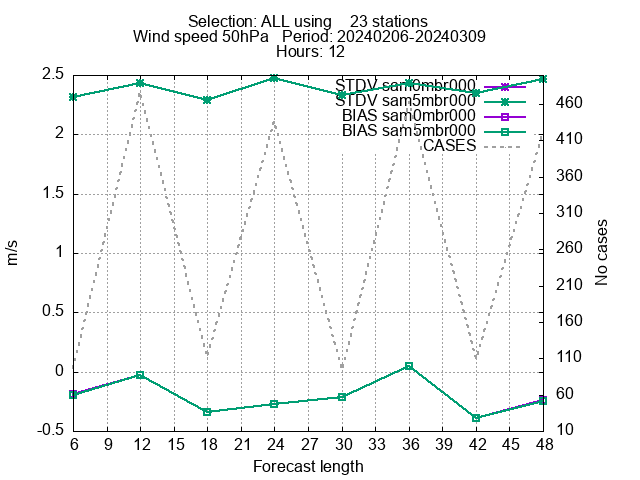 Selection: ALL using 23 stations
Wind speed 50hPa Period: 20240206-20240309
Hours: 12
STDV sam0mbr000
STDV sam5mbr000
BIAS sam0mbr000
BIAS sam5mbr000
CASES
2.5
2
1.5
1
0.5
0
-0.5
m/s
460
410
360
310
260
210
160
110
60
10
No cases
6 9 12 15 18 21 24 27 30 33 36 39 42 45 48
Forecast length